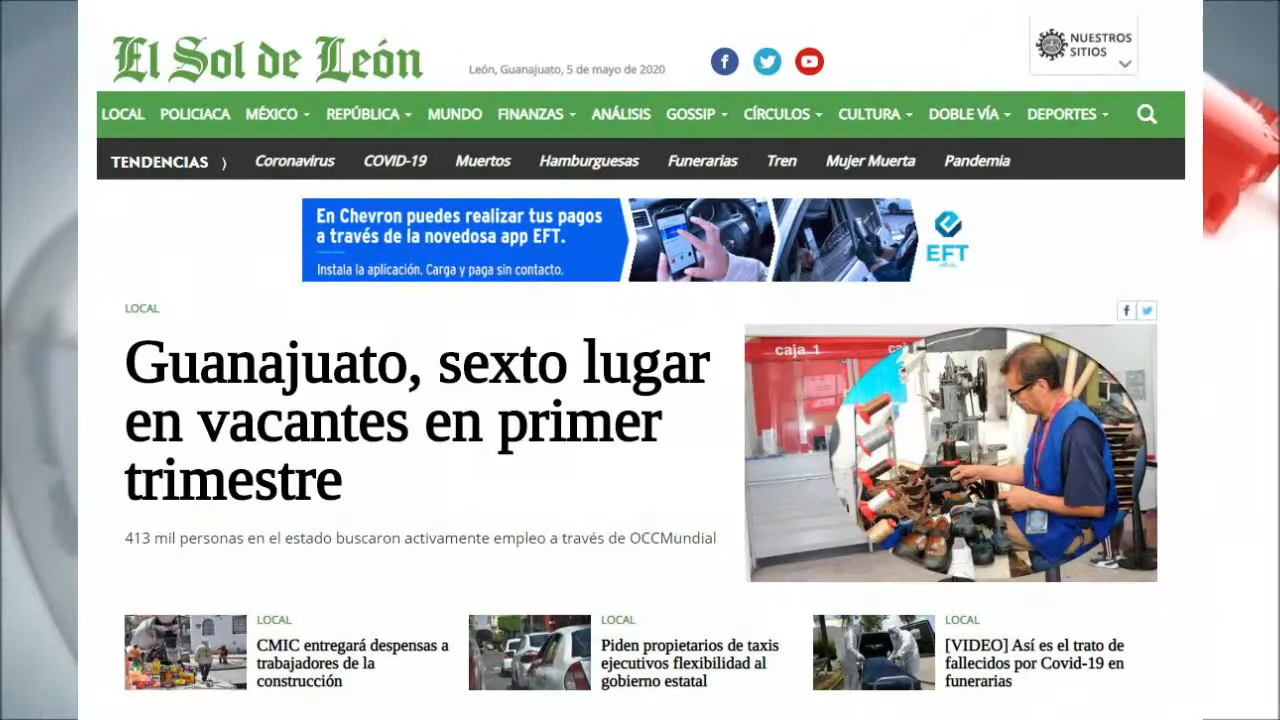 El Sol de León
León, Guanajuato, 5 de mayo de 2020
NUESTROS
SITIOS
LOCAL POLICIACA MÉXICO REPÚBLICA MUNDO FINANZAS ANÁLISIS GOSSIP CÍRCULOS CULTURA DOBLE VÍA DEPORTES
TENDENCIAS ) Coronavirus COVID-19 Muertos Hamburguesas Funerarias Tren Mujer Muerta Pandemia
En Chevron puedes realizar tus pagos
a través de la novedosa app EFT.
Instala la aplicación. Carga y paga sin contacto.
EFT
LOCAL
Guanajuato, sexto lugar
en vacantes en primer
trimestre
413 mil personas en el estado buscaron activamente empleo a través de OCCMundial
caja 1
LOCAL
CMIC entregará despensas a
trabajadores de la
construcción
LOCAL
Piden propietarios de taxis
ejecutivos flexibilidad al
gobierno estatal
LOCAL
[VIDEO] Así es el trato de
fallecidos por Covid-19 en
funerarias